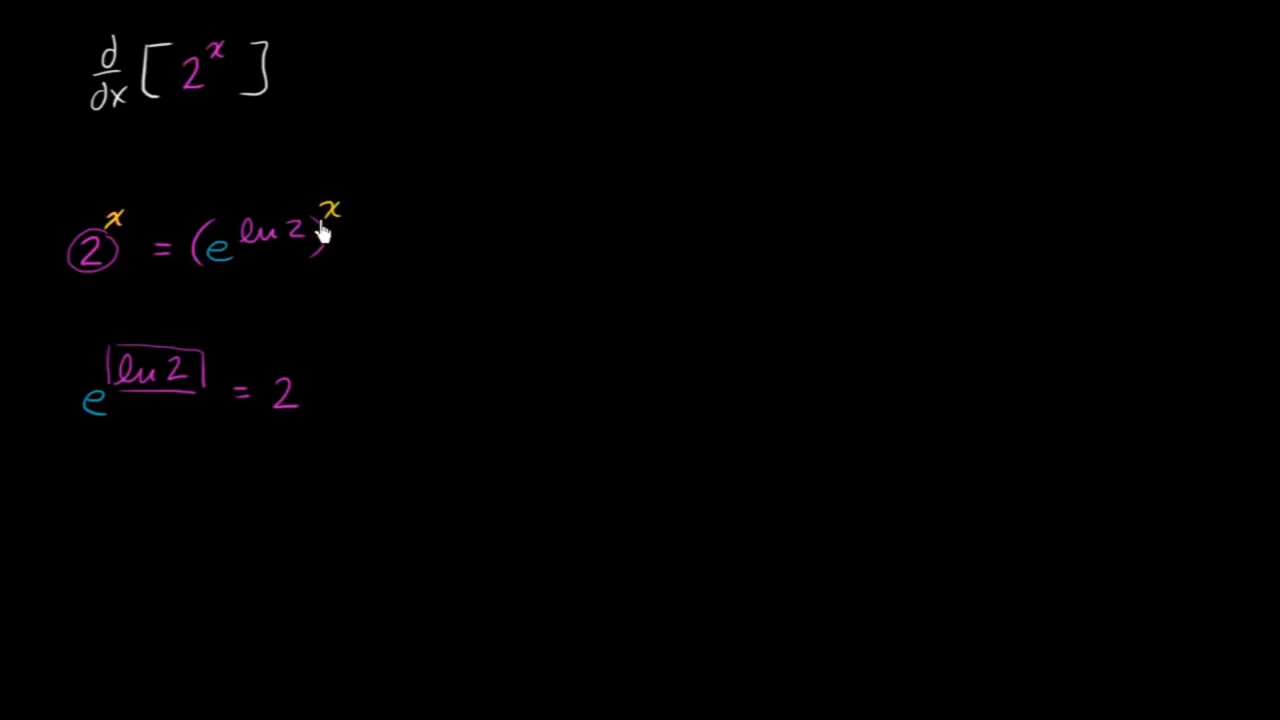 d/dx [ 2^x ]
2^x = (e^{ln 2})^x
e^{ln 2} = 2